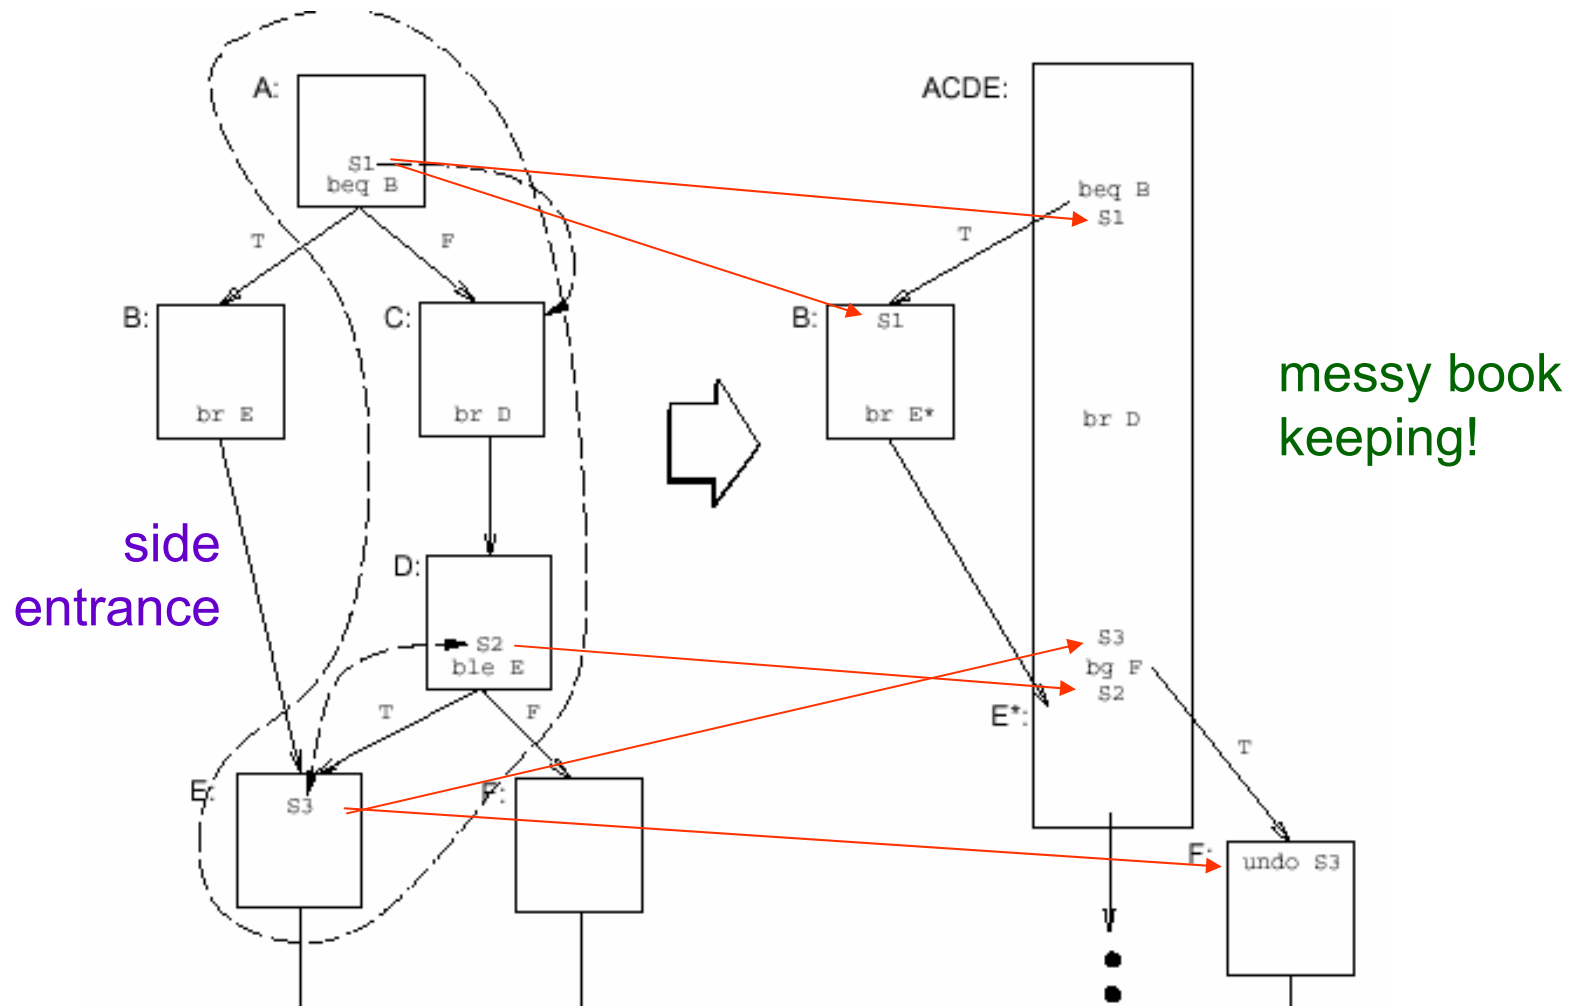 A:
S1
beq B
T
F
B:
br E
C:
br D
side
entrance
D:
S2
ble E
T
F
E:
S3
F:
ACDE:
beq B
S1
T
B:
S1
br E*
br D
messy book
keeping!
S3
bg F
S2
E*:
T
F:
undo S3